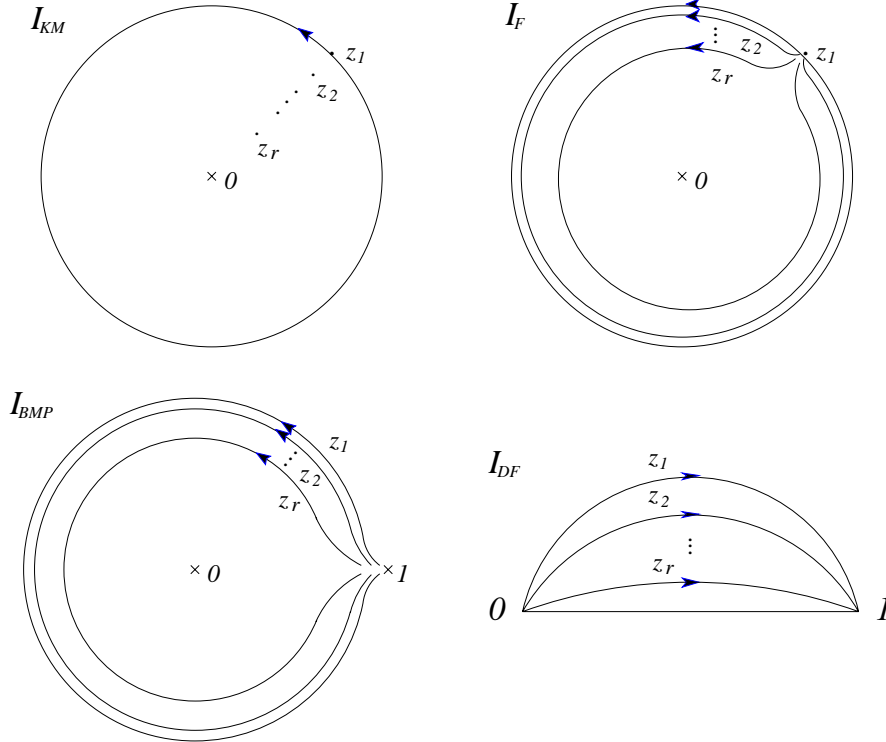 I_KM
z_1
z_2
z_r
× 0
I_F
z_1
z_2
z_r
× 0
I_BMP
z_1
z_2
z_r
× 0
× 1
I_DF
z_1
z_2
z_r
0
1